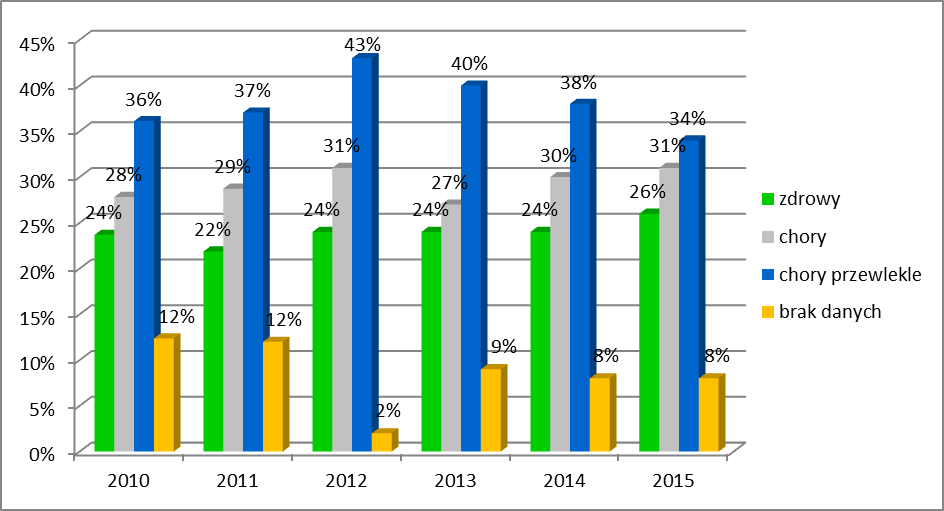 45%
40%
35%
30%
25%
20%
15%
10%
5%
0%
24% 28% 36% 12%
22% 29% 37% 12%
24% 31% 43% 2%
24% 27% 40% 9%
24% 30% 38% 8%
26% 31% 34% 8%
2010 2011 2012 2013 2014 2015
zdrowy
chory
chory przewlekle
brak danych